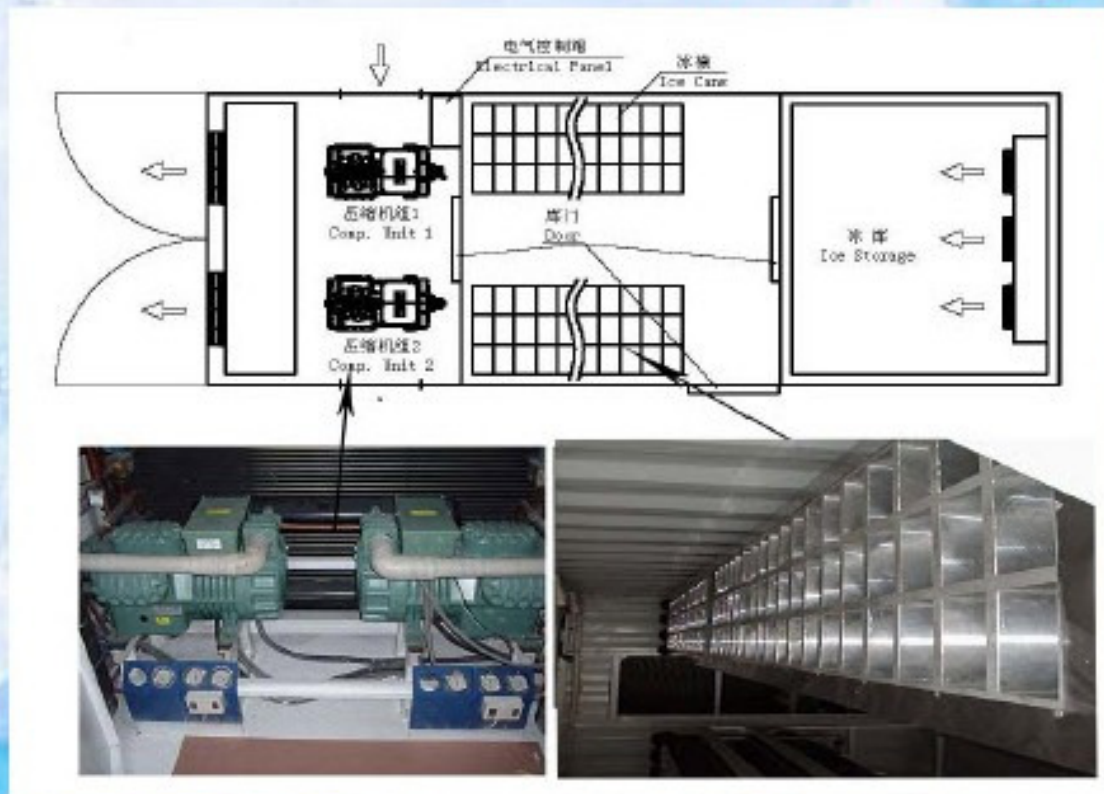 电气控制箱
Electrical Panel
冰模
Ice Cans
压缩机组1
Comp. Unit 1
库门
Door
冰库
Ice Storage
压缩机组2
Comp. Unit 2